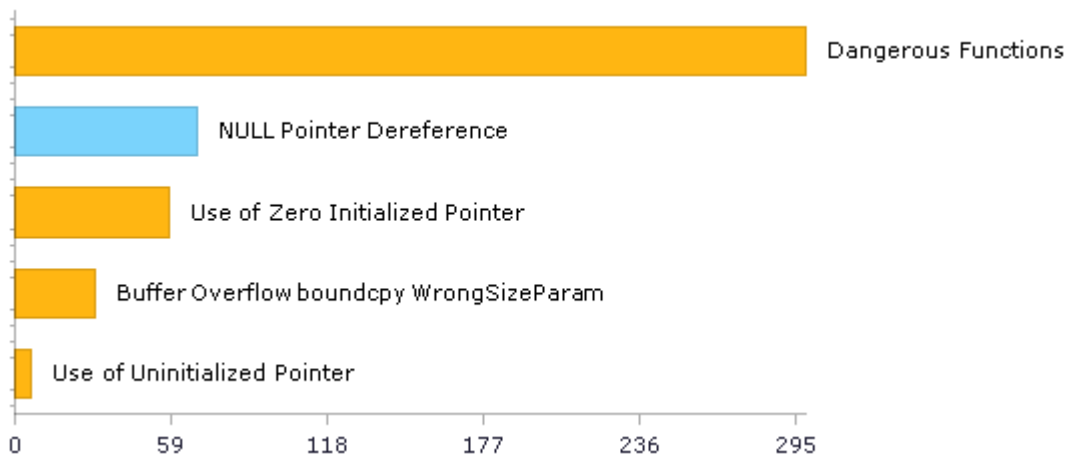 Dangerous Functions
NULL Pointer Dereference
Use of Zero Initialized Pointer
Buffer Overflow boundcpy WrongSizeParam
Use of Uninitialized Pointer
0 59 118 177 236 295